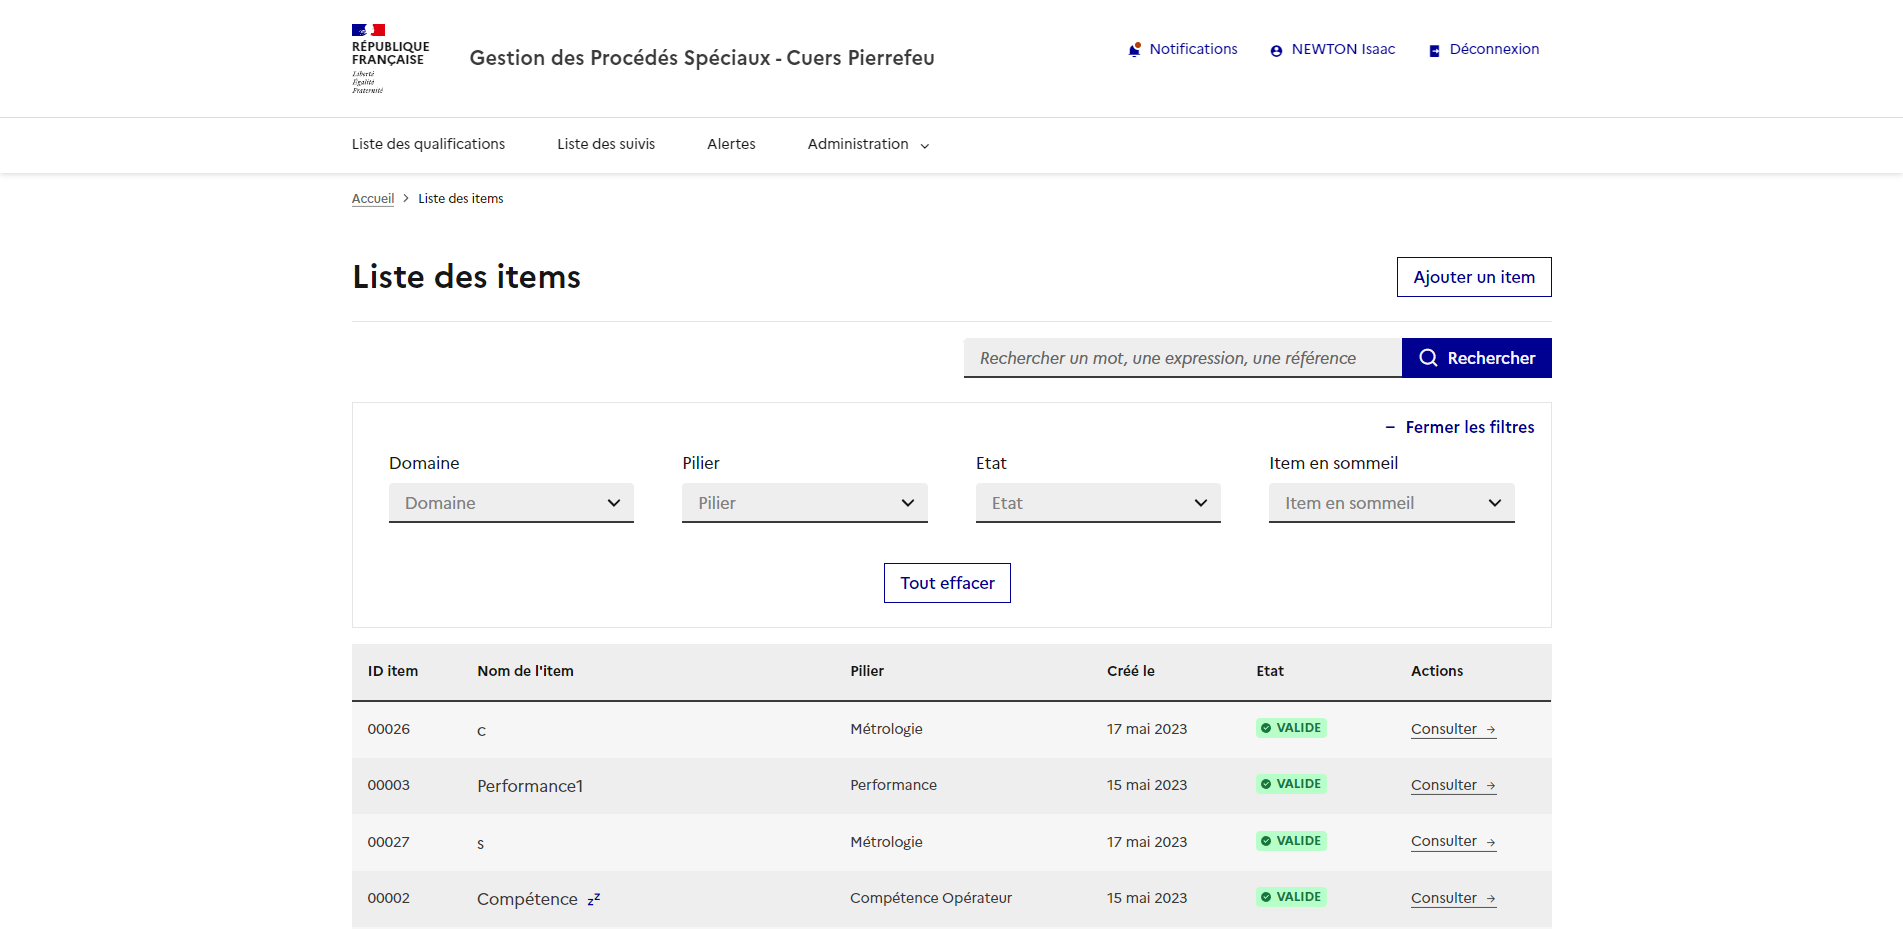 RÉPUBLIQUE
FRANÇAISE
Liberté
Égalité
Fraternité
Gestion des Procédés Spéciaux - Cuers Pierrefeu
Notifications
NEWTON Isaac
Déconnexion
Liste des qualifications
Liste des suivis
Alertes
Administration
Accueil > Liste des items
Liste des items
Ajouter un item
Rechercher un mot, une expression, une référence
Rechercher
− Fermer les filtres
Domaine
Domaine
Pilier
Pilier
Etat
Etat
Item en sommeil
Item en sommeil
Tout effacer
ID item Nom de l'item Pilier Créé le Etat Actions
00026 c Métrologie 17 mai 2023 VALIDE Consulter →
00003 Performance1 Performance 15 mai 2023 VALIDE Consulter →
00027 s Métrologie 17 mai 2023 VALIDE Consulter →
00002 Compétence zZ Compétence Opérateur 15 mai 2023 VALIDE Consulter →